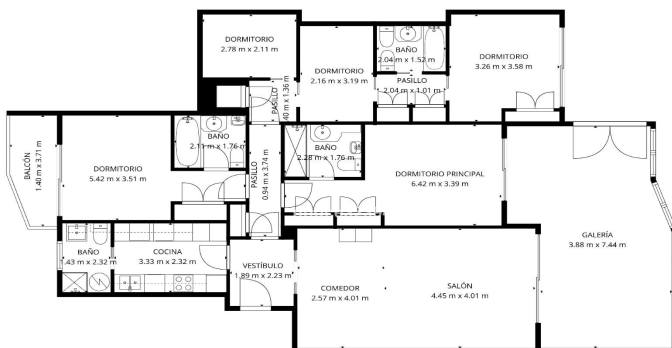 DORMITORIO
2.78 m x 2.11 m
DORMITORIO
2.16 m x 3.19 m
BAÑO
2.04 m x 1.52 m
PASILLO
2.04 m x 1.01 m
DORMITORIO
3.26 m x 3.58 m
PASILLO
.40 m x 1.36 m
BALCÓN
1.40 m x 3.71 m
DORMITORIO
5.42 m x 3.51 m
BAÑO
2.11 m x 1.76 m
PASILLO
0.94 m x 3.74 m
BAÑO
2.28 m x 1.76 m
DORMITORIO PRINCIPAL
6.42 m x 3.39 m
GALERÍA
3.88 m x 7.44 m
BAÑO
.43 m x 2.32 m
COCINA
3.33 m x 2.32 m
VESTÍBULO
1.89 m x 2.23 m
COMEDOR
2.57 m x 4.01 m
SALÓN
4.45 m x 4.01 m